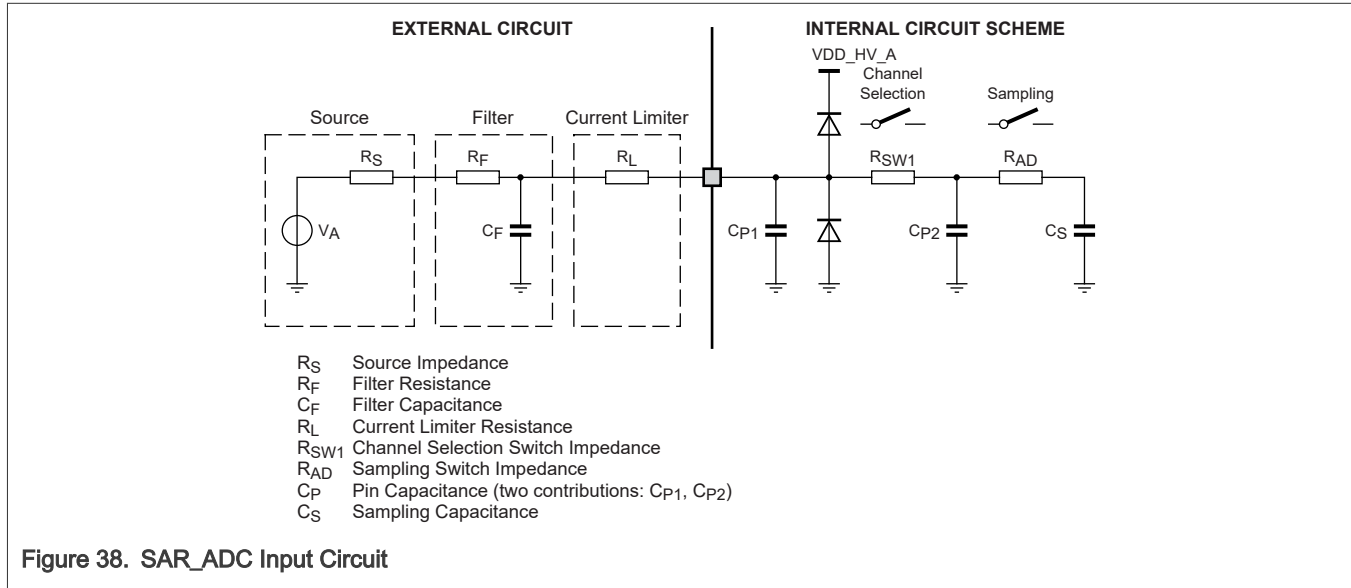 EXTERNAL CIRCUIT
INTERNAL CIRCUIT SCHEME
VDD_HV_A
Channel
Selection
Sampling
Source
Filter
Current Limiter
RS
RF
RL
RSW1
RAD
VA
CF
CP1
CP2
CS
RS Source Impedance
RF Filter Resistance
CF Filter Capacitance
RL Current Limiter Resistance
RSW1 Channel Selection Switch Impedance
RAD Sampling Switch Impedance
CP Pin Capacitance (two contributions: CP1, CP2)
CS Sampling Capacitance
Figure 38. SAR_ADC Input Circuit